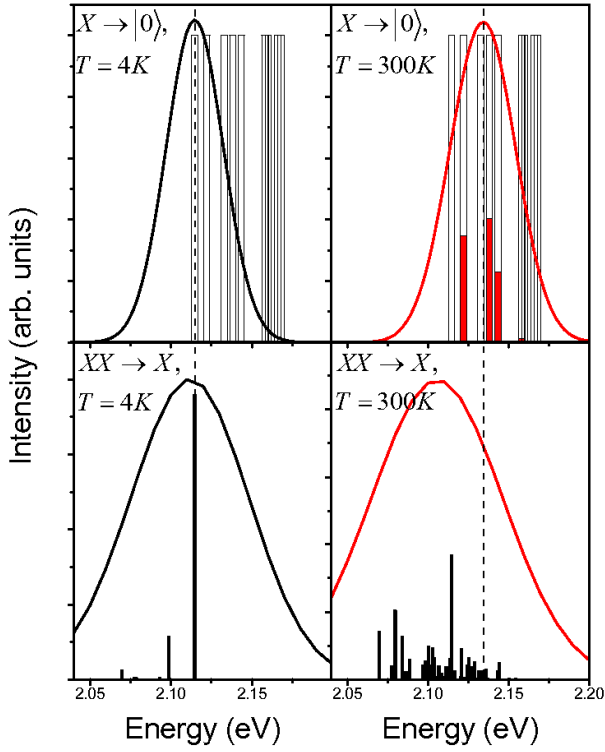 X → |0⟩,
T = 4K
X → |0⟩,
T = 300K
Intensity (arb. units)
XX → X,
T = 4K
XX → X,
T = 300K
2.05 2.10 2.15 2.05 2.10 2.15 2.20
Energy (eV) Energy (eV)